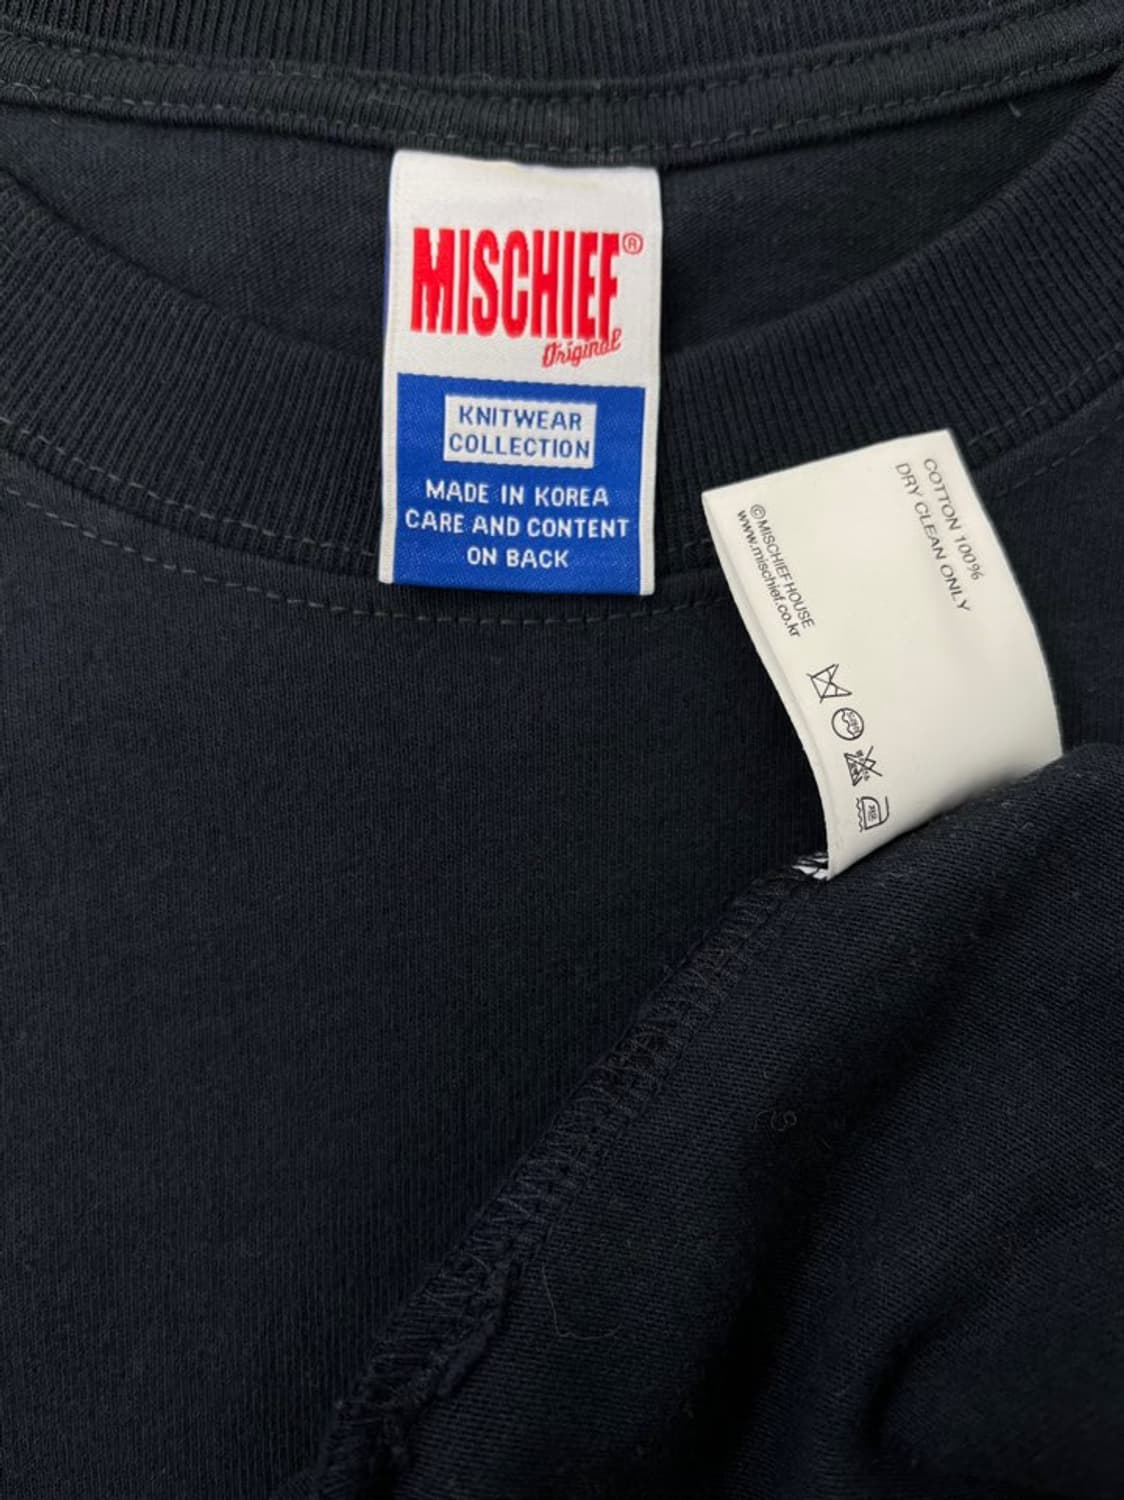 MISCHIEF®
Original
KNITWEAR
COLLECTION
MADE IN KOREA
CARE AND CONTENT
ON BACK
COTTON 100%
DRY CLEAN ONLY
©MISCHIEF HOUSE
www.mischief.co.kr